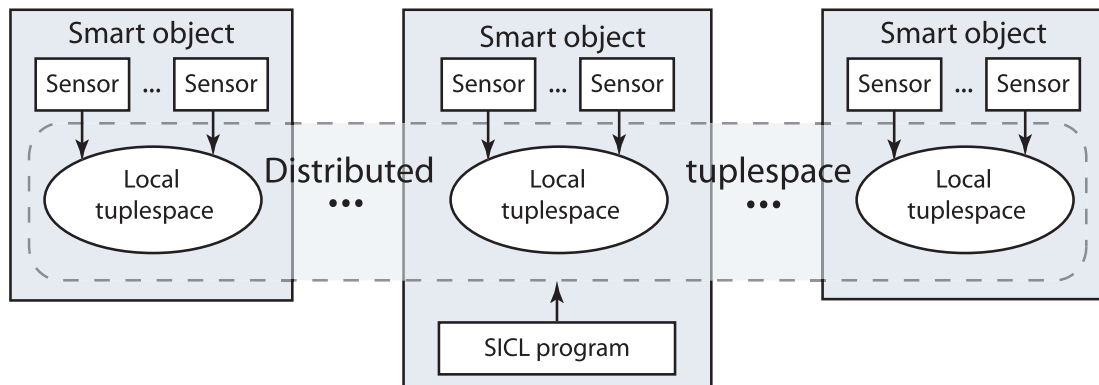 Smart object
Smart object
Smart object
Sensor ... Sensor
Sensor ... Sensor
Sensor ... Sensor
Distributed ... tuplespace ...
Local
tuplespace
Local
tuplespace
Local
tuplespace
SICL program